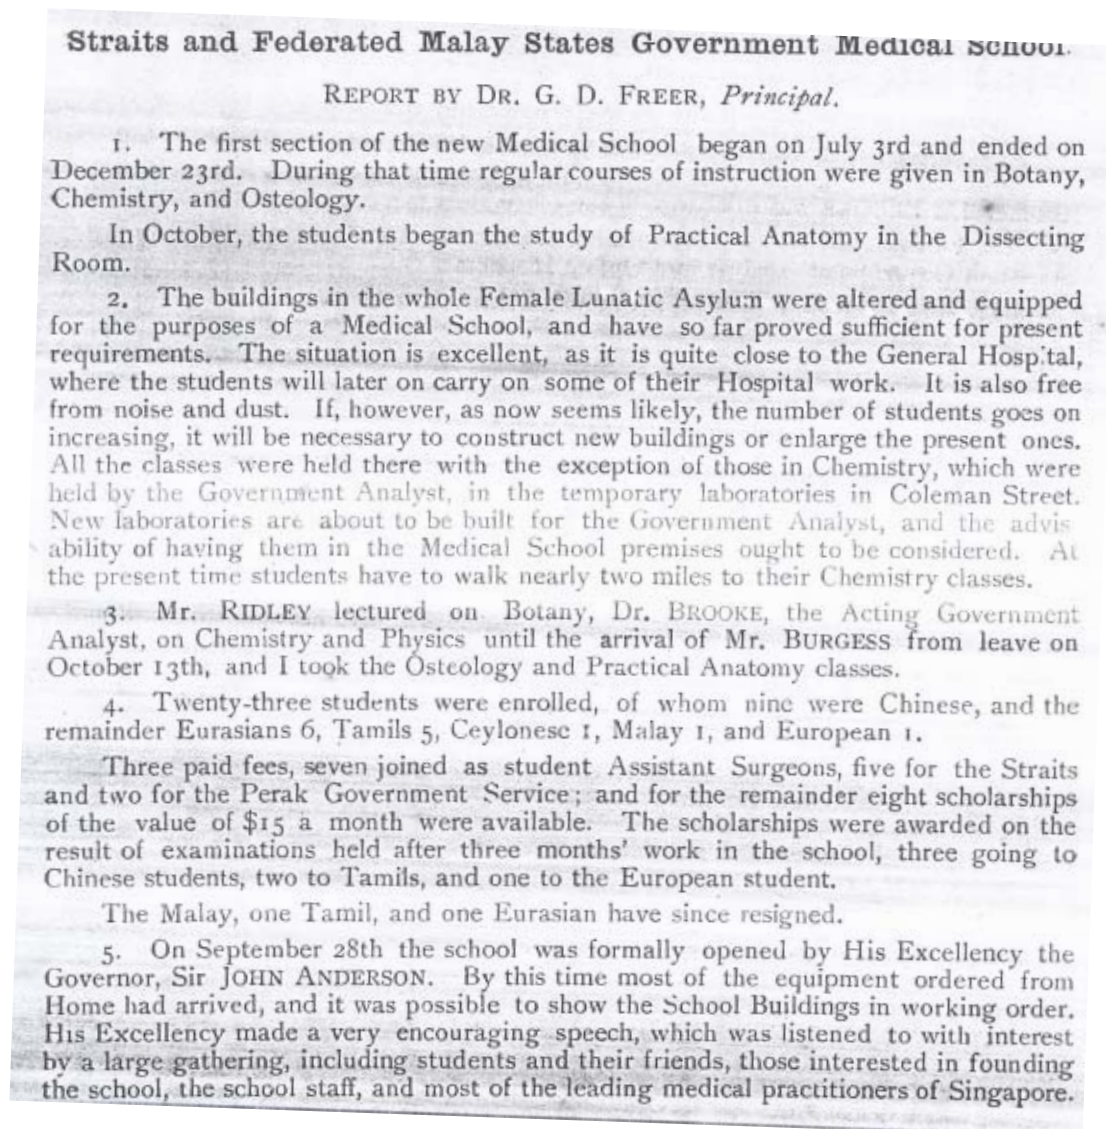 Straits and Federated Malay States Government Medical School.
REPORT BY DR. G. D. FREER, Principal.
1. The first section of the new Medical School began on July 3rd and ended on
December 23rd. During that time regular courses of instruction were given in Botany,
Chemistry, and Osteology.
In October, the students began the study of Practical Anatomy in the Dissecting
Room.
2. The buildings in the whole Female Lunatic Asylum were altered and equipped
for the purposes of a Medical School, and have so far proved sufficient for present
requirements. The situation is excellent, as it is quite close to the General Hospital,
where the students will later on carry on some of their Hospital work. It is also free
from noise and dust. If, however, as now seems likely, the number of students goes on
increasing, it will be necessary to construct new buildings or enlarge the present ones.
All the classes were held there with the exception of those in Chemistry, which were
held by the Government Analyst, in the temporary laboratories in Coleman Street.
New laboratories are about to be built for the Government Analyst, and the advis
ability of having them in the Medical School premises ought to be considered. At
the present time students have to walk nearly two miles to their Chemistry classes.
3. Mr. RIDLEY lectured on Botany, Dr. BROOKE, the Acting Government
Analyst, on Chemistry and Physics until the arrival of Mr. BURGESS from leave on
October 13th, and I took the Osteology and Practical Anatomy classes.
4. Twenty-three students were enrolled, of whom nine were Chinese, and the
remainder Eurasians 6, Tamils 5, Ceylonese 1, Malay 1, and European 1.
Three paid fees, seven joined as student Assistant Surgeons, five for the Straits
and two for the Perak Government Service; and for the remainder eight scholarships
of the value of $15 a month were available. The scholarships were awarded on the
result of examinations held after three months' work in the school, three going to
Chinese students, two to Tamils, and one to the European student.
The Malay, one Tamil, and one Eurasian have since resigned.
5. On September 28th the school was formally opened by His Excellency the
Governor, Sir JOHN ANDERSON. By this time most of the equipment ordered from
Home had arrived, and it was possible to show the School Buildings in working order.
His Excellency made a very encouraging speech, which was listened to with interest
by a large gathering, including students and their friends, those interested in founding
the school, the school staff, and most of the leading medical practitioners of Singapore.